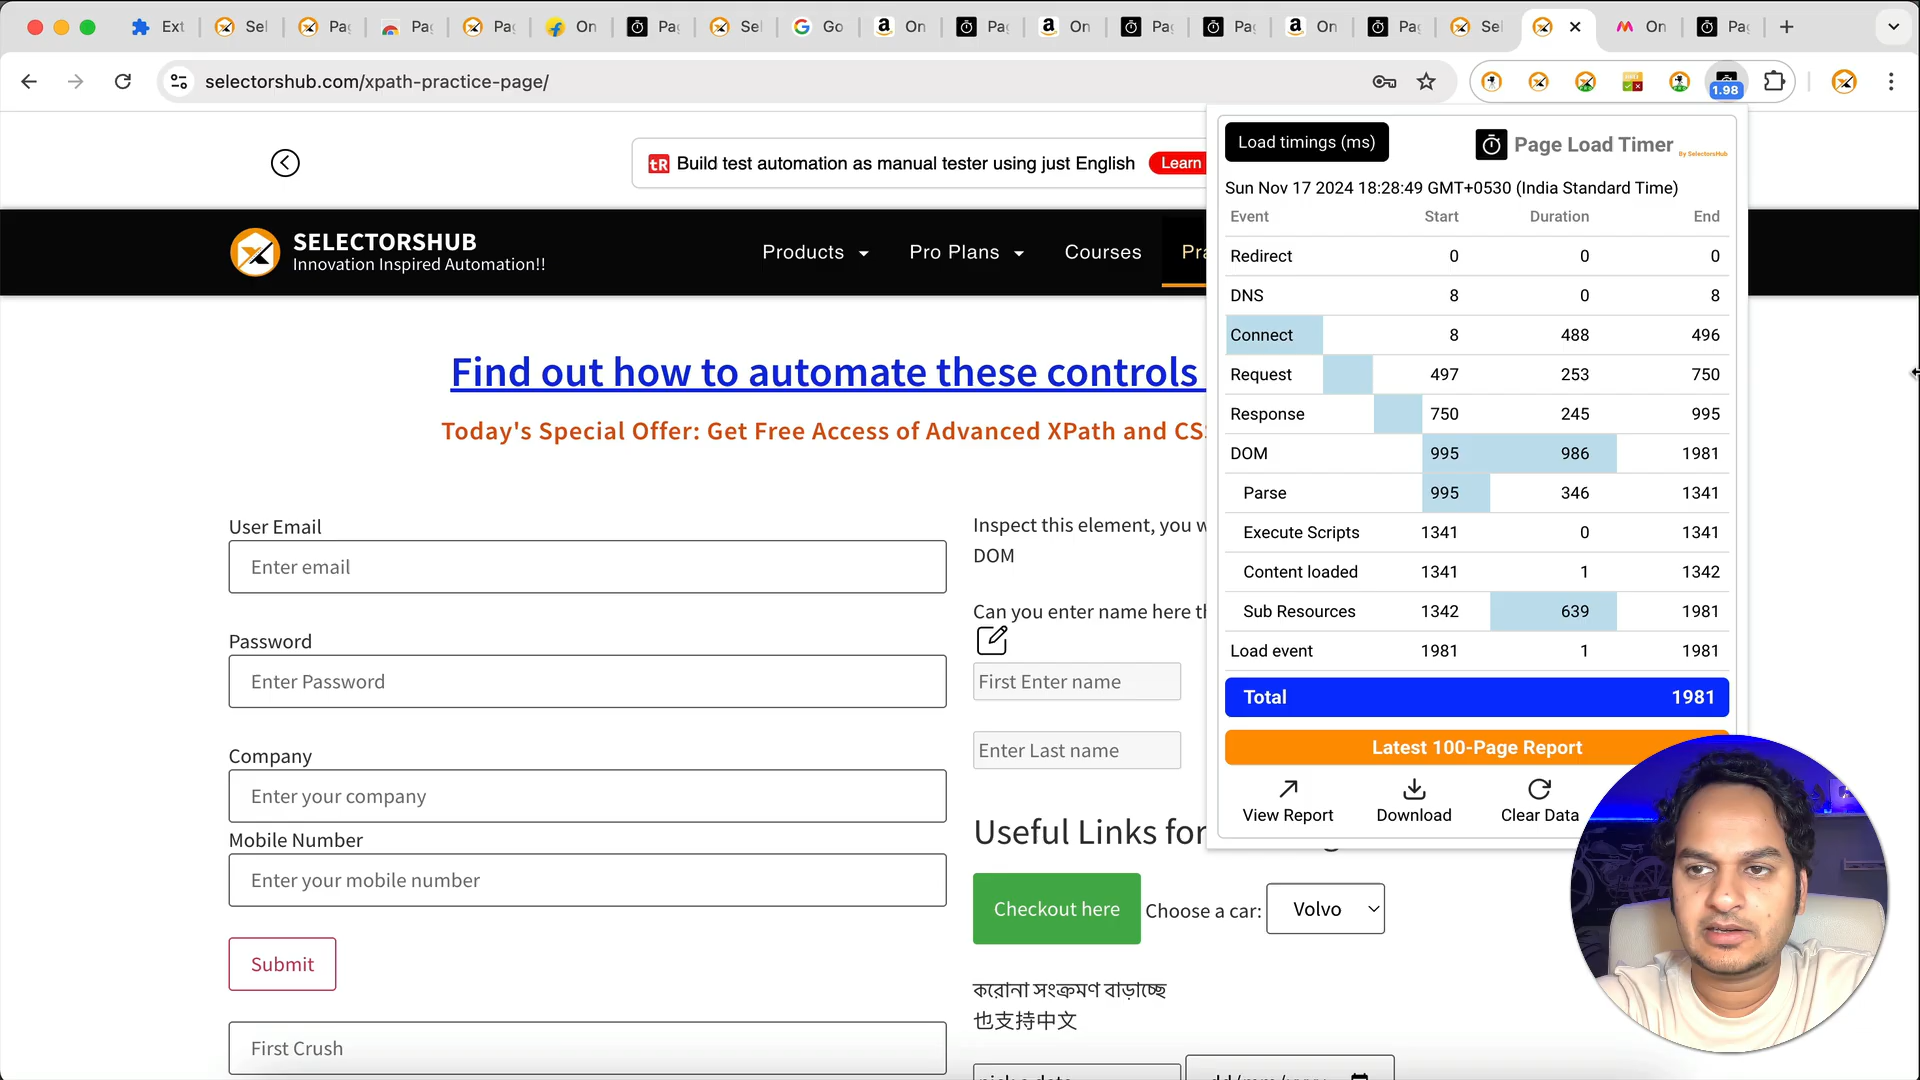 Ext
Sel
Pa
Pa
Pa
On
Pa
Sel
Go
On
Pa
On
Pa
Pa
On
Pa
Sel
On
Pa
selectorshub.com/xpath-practice-page/
1.98
tR Build test automation as manual tester using just English Learn
SELECTORSHUB
Innovation Inspired Automation!!
Products
Pro Plans
Courses
Pra
Find out how to automate these controls
Today's Special Offer: Get Free Access of Advanced XPath and CS
User Email
Enter email
Password
Enter Password
Company
Enter your company
Mobile Number
Enter your mobile number
Submit
First Crush
Inspect this element, you w
DOM
Can you enter name here th
First Enter name
Enter Last name
Useful Links for
Checkout here
Choose a car: Volvo
করোনা সংক্রমণ বাড়াচ্ছে
也支持中文
dd/mm/yyyy
Load timings (ms)
Page Load Timer
By SelectorsHub
Sun Nov 17 2024 18:28:49 GMT+0530 (India Standard Time)
Event Start Duration End
Redirect 0 0 0
DNS 8 0 8
Connect 8 488 496
Request 497 253 750
Response 750 245 995
DOM 995 986 1981
Parse 995 346 1341
Execute Scripts 1341 0 1341
Content loaded 1341 1 1342
Sub Resources 1342 639 1981
Load event 1981 1 1981
Total 1981
Latest 100-Page Report
View Report
Download
Clear Data